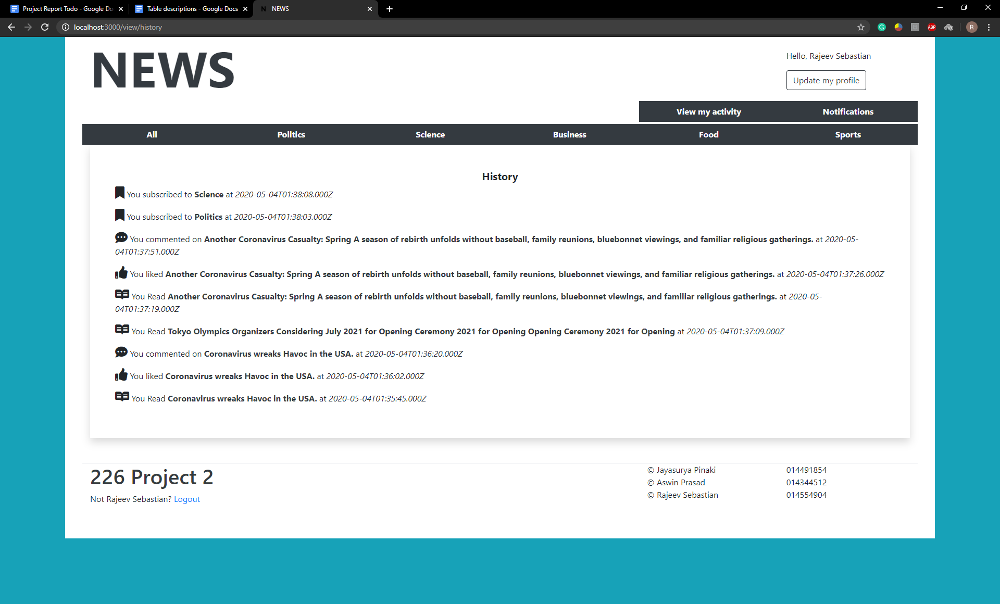 Project Report Todo - Google Do
Table descriptions - Google Docs
N NEWS
localhost:3000/view/history
ABP
R
NEWS
Hello, Rajeev Sebastian
Update my profile
View my activity Notifications
All Politics Science Business Food Sports
History
You subscribed to Science at 2020-05-04T01:38:08.000Z
You subscribed to Politics at 2020-05-04T01:38:03.000Z
You commented on Another Coronavirus Casualty: Spring A season of rebirth unfolds without baseball, family reunions, bluebonnet viewings, and familiar religious gatherings. at 2020-05-
04T01:37:51.000Z
You liked Another Coronavirus Casualty: Spring A season of rebirth unfolds without baseball, family reunions, bluebonnet viewings, and familiar religious gatherings. at 2020-05-04T01:37:26.000Z
You Read Another Coronavirus Casualty: Spring A season of rebirth unfolds without baseball, family reunions, bluebonnet viewings, and familiar religious gatherings. at 2020-05-
04T01:37:19.000Z
You Read Tokyo Olympics Organizers Considering July 2021 for Opening Ceremony 2021 for Opening Opening Ceremony 2021 for Opening at 2020-05-04T01:37:09.000Z
You commented on Coronavirus wreaks Havoc in the USA. at 2020-05-04T01:36:20.000Z
You liked Coronavirus wreaks Havoc in the USA. at 2020-05-04T01:36:02.000Z
You Read Coronavirus wreaks Havoc in the USA. at 2020-05-04T01:35:45.000Z
226 Project 2
Not Rajeev Sebastian? Logout
© Jayasurya Pinaki 014491854
© Aswin Prasad 014344512
© Rajeev Sebastian 014554904